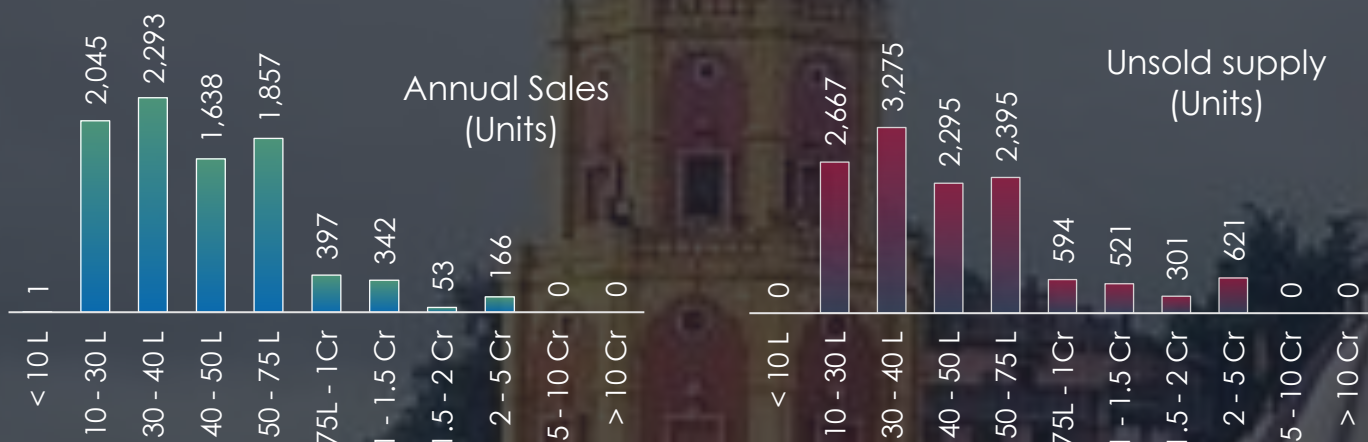 Annual Sales
(Units)
1
2,045
2,293
1,638
1,857
397
342
53
166
0
0
< 10 L
10 - 30 L
30 - 40 L
40 - 50 L
50 - 75 L
75L - 1Cr
1 - 1.5 Cr
1.5 - 2 Cr
2 - 5 Cr
5 - 10 Cr
> 10 Cr
Unsold supply
(Units)
0
2,667
3,275
2,295
2,395
594
521
301
621
0
0
< 10 L
10 - 30 L
30 - 40 L
40 - 50 L
50 - 75 L
75L - 1Cr
1 - 1.5 Cr
1.5 - 2 Cr
2 - 5 Cr
5 - 10 Cr
> 10 Cr